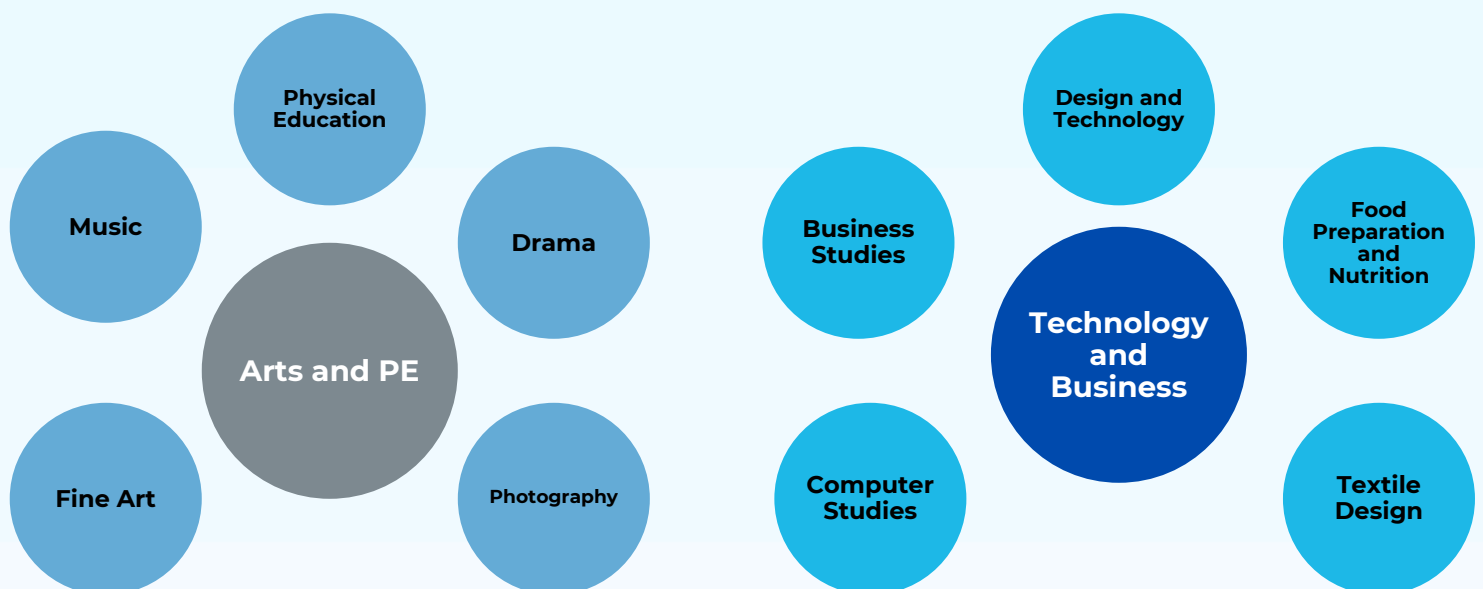 Physical
Education
Music
Drama
Arts and PE
Fine Art
Photography
Design and
Technology
Business
Studies
Food
Preparation
and
Nutrition
Technology
and
Business
Computer
Studies
Textile
Design